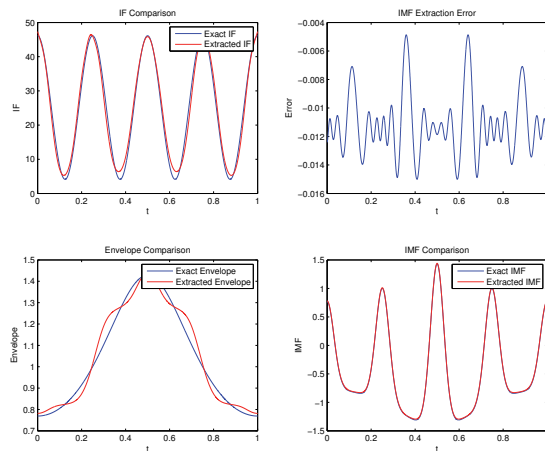 IF Comparison
50
40
30
20
10
0
IF
0
0.2
0.4
0.6
0.8
1
t
Exact IF
Extracted IF
IMF Extraction Error
−0.004
−0.006
−0.008
−0.01
−0.012
−0.014
−0.016
Error
0
0.2
0.4
0.6
0.8
1
t
Envelope Comparison
1.5
1.4
1.3
1.2
1.1
1
0.9
0.8
0.7
Envelope
0
0.2
0.4
0.6
0.8
1
t
Exact Envelope
Extracted Envelope
IMF Comparison
1.5
1
0.5
0
−0.5
−1
−1.5
IMF
0
0.2
0.4
0.6
0.8
1
t
Exact IMF
Extracted IMF